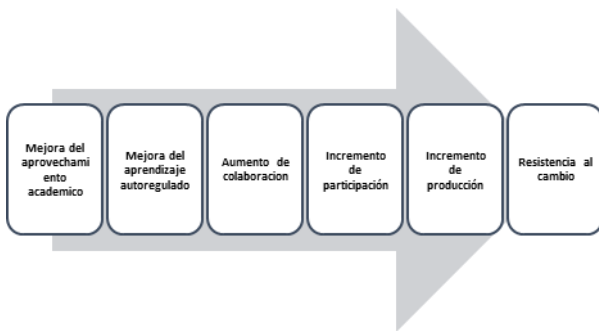 Mejora del
aprovechami
ento
academico
Mejora del
aprendizaje
autoregulado
Aumento de
colaboracion
Incremento
de
participación
Incremento
de
producción
Resistencia al
cambio